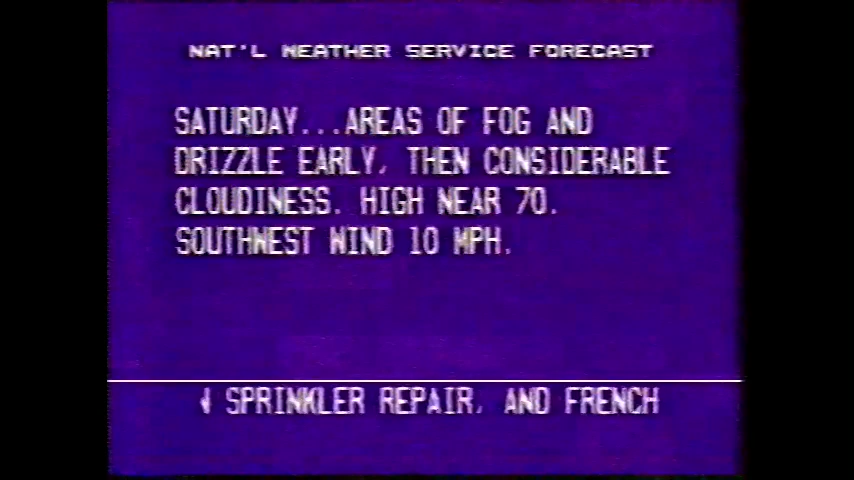 NAT'L WEATHER SERVICE FORECAST
SATURDAY...AREAS OF FOG AND
DRIZZLE EARLY, THEN CONSIDERABLE
CLOUDINESS. HIGH NEAR 70.
SOUTHWEST WIND 10 MPH.
SPRINKLER REPAIR, AND FRENCH